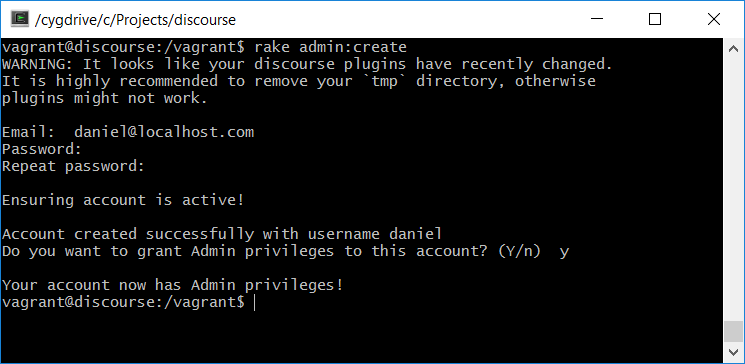 /cygdrive/c/Projects/discourse
vagrant@discourse:/vagrant$ rake admin:create
WARNING: It looks like your discourse plugins have recently changed.
It is highly recommended to remove your `tmp` directory, otherwise
plugins might not work.
Email:  daniel@localhost.com
Password:
Repeat password:
Ensuring account is active!
Account created successfully with username daniel
Do you want to grant Admin privileges to this account? (Y/n)  y
Your account now has Admin privileges!
vagrant@discourse:/vagrant$